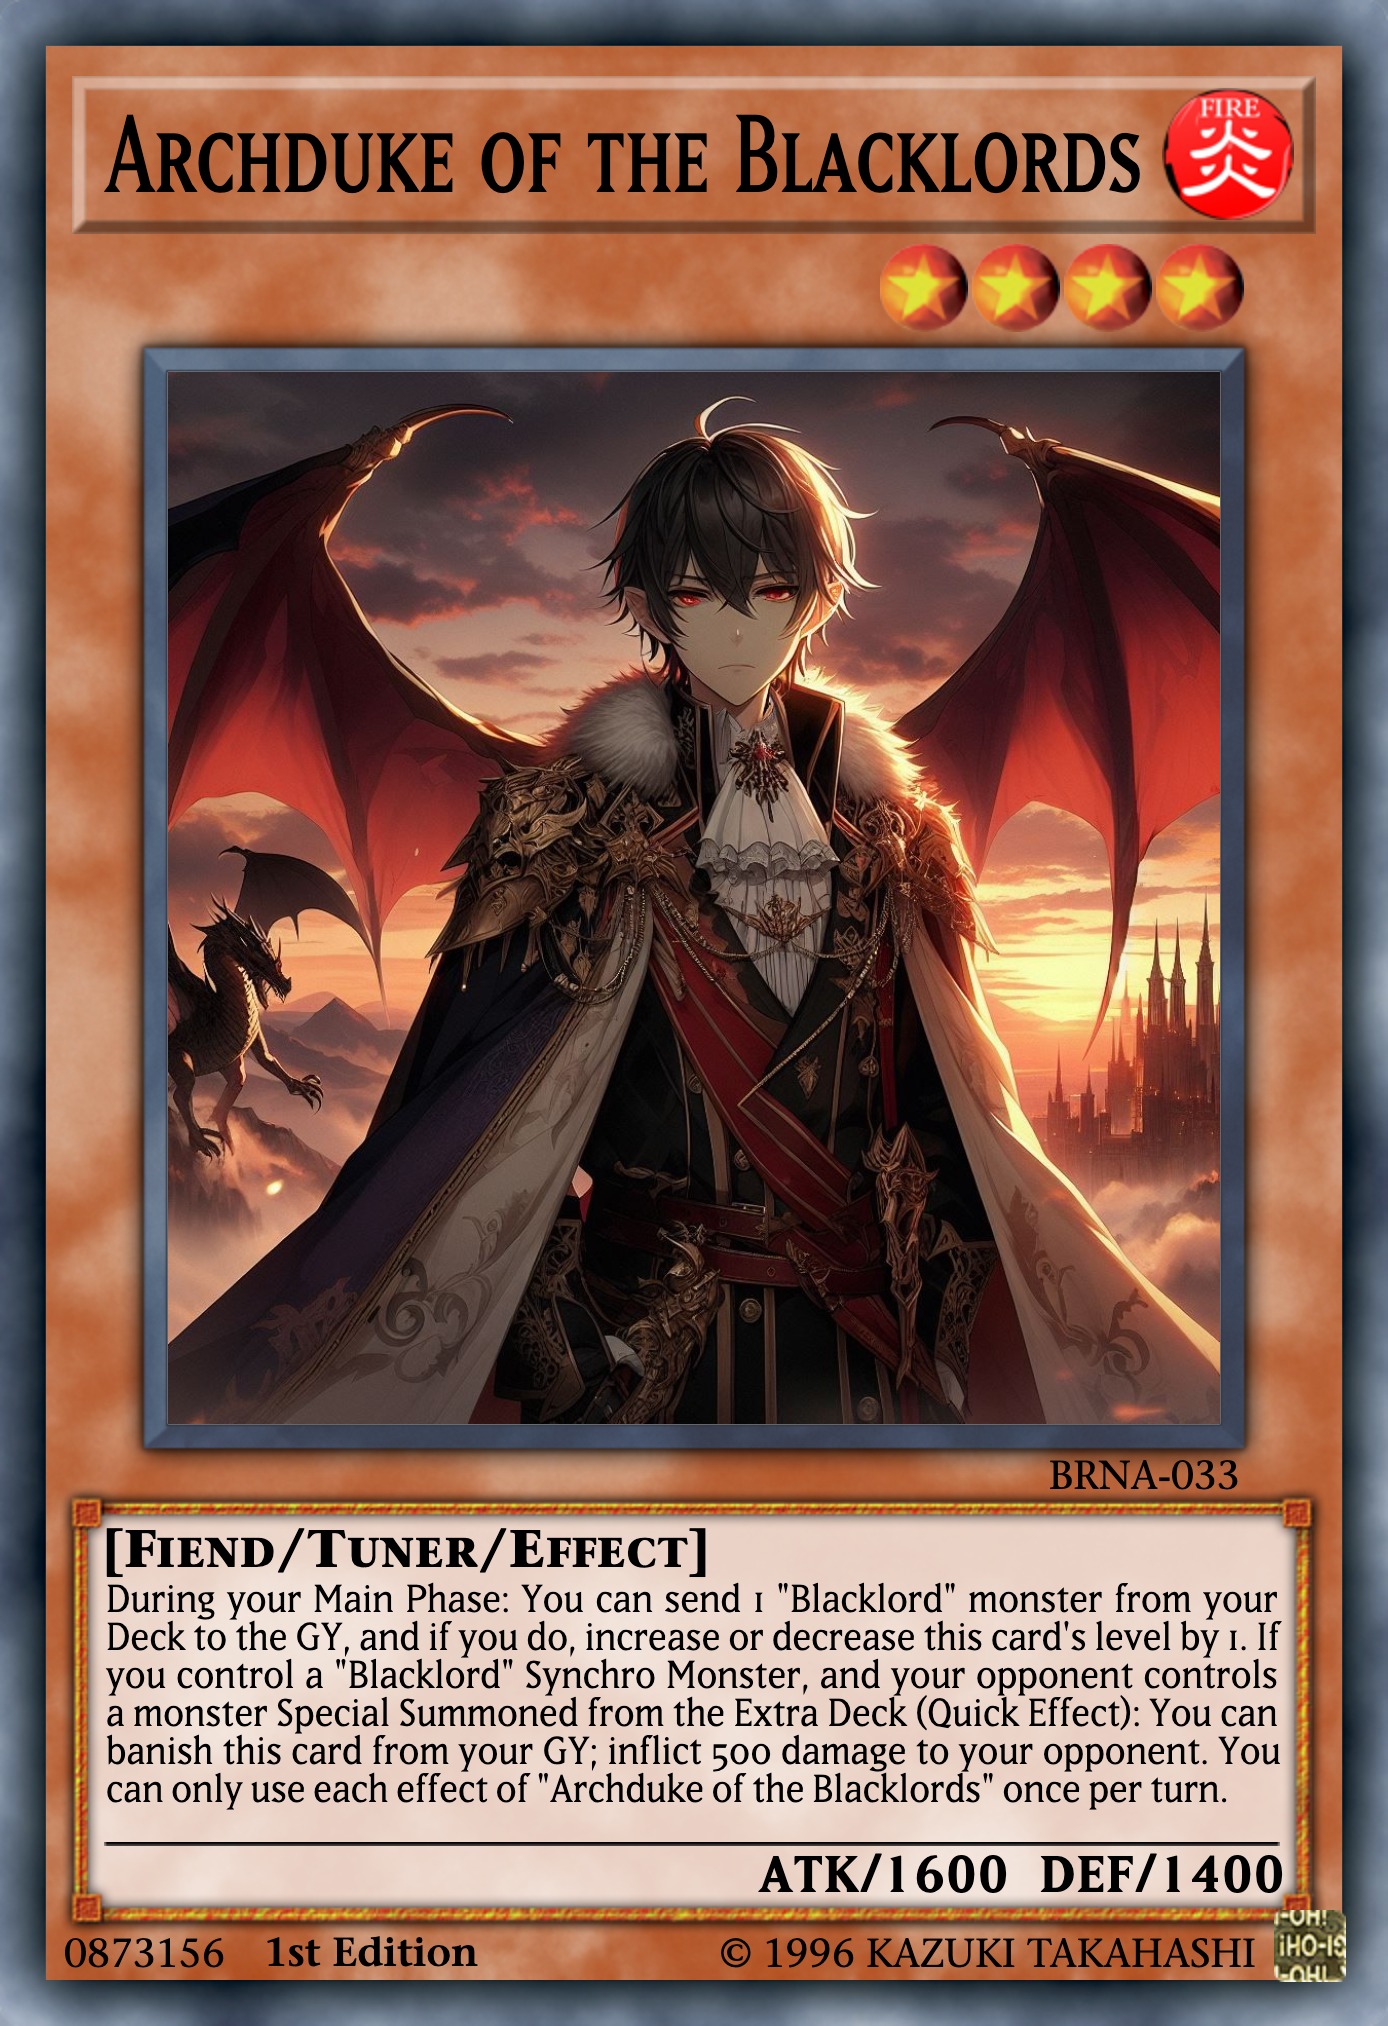 Archduke of the Blacklords
FIRE
炎
BRNA-033
[Fiend/Tuner/Effect]
During your Main Phase: You can send 1 "Blacklord" monster from your
Deck to the GY, and if you do, increase or decrease this card's level by 1. If
you control a "Blacklord" Synchro Monster, and your opponent controls
a monster Special Summoned from the Extra Deck (Quick Effect): You can
banish this card from your GY; inflict 500 damage to your opponent. You
can only use each effect of "Archduke of the Blacklords" once per turn.
ATK/1600 DEF/1400
0873156 1st Edition © 1996 KAZUKI TAKAHASHI